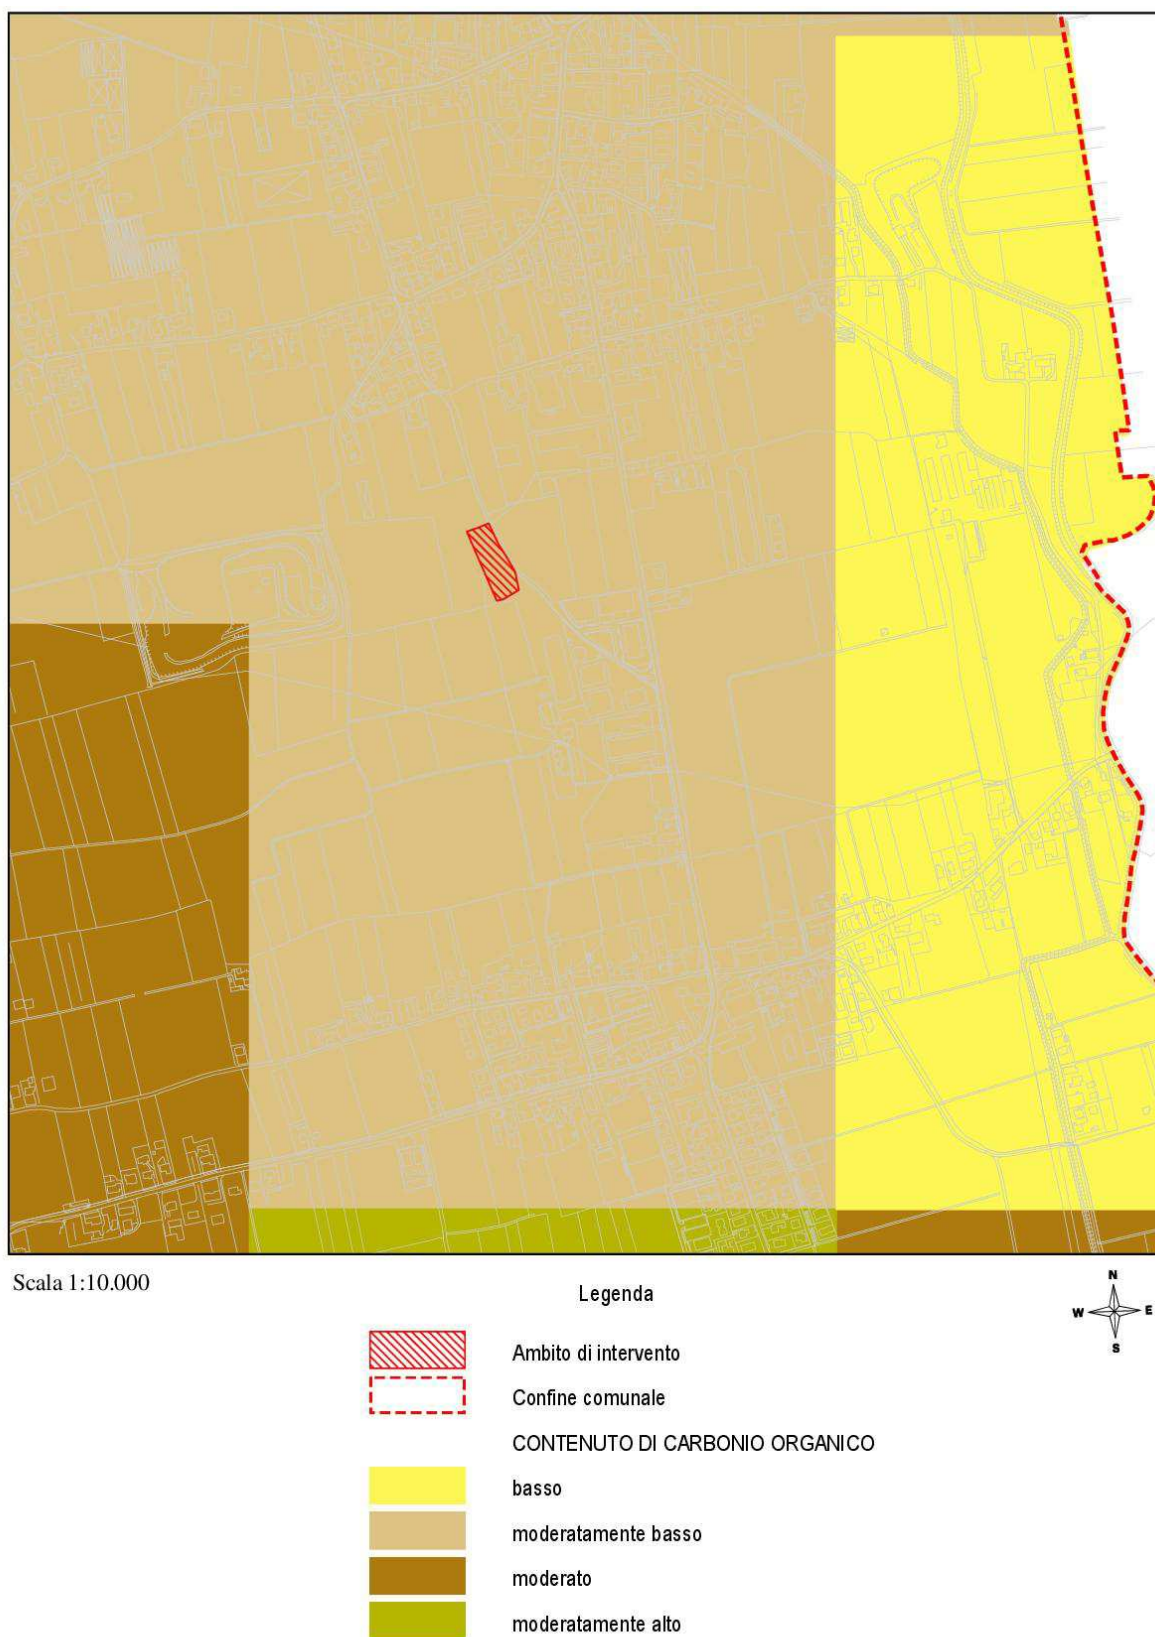 Scala 1:10.000
Legenda
N
W E
S
Ambito di intervento
Confine comunale
CONTENUTO DI CARBONIO ORGANICO
basso
moderatamente basso
moderato
moderatamente alto